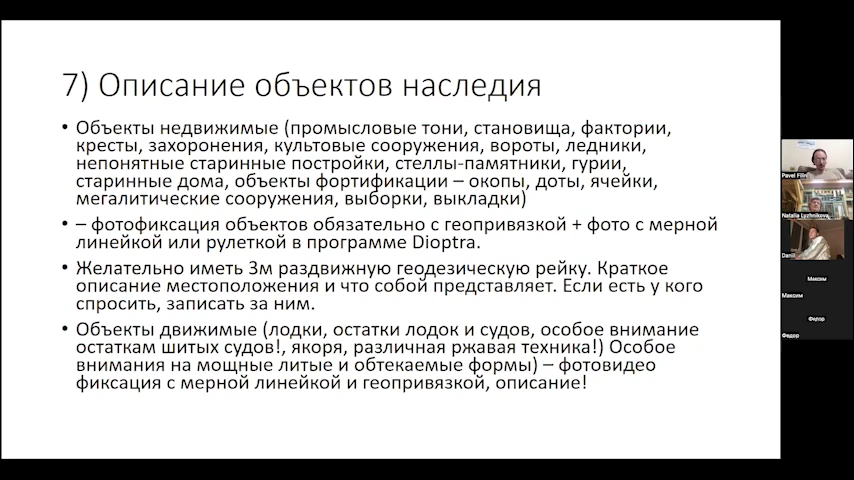 7) Описание объектов наследия
• Объекты недвижимые (промысловые тони, становища, фактории,
кресты, захоронения, культовые сооружения, вороты, ледники,
непонятные старинные постройки, стеллы-памятники, гурии,
старинные дома, объекты фортификации – окопы, доты, ячейки,
мегалитические сооружения, выборки, выкладки)
• – фотофиксация объектов обязательно с геопривязкой + фото с мерной
линейкой или рулеткой в программе Dioptra.
• Желательно иметь 3м раздвижную геодезическую рейку. Краткое
описание местоположения и что собой представляет. Если есть у кого
спросить, записать за ним.
• Объекты движимые (лодки, остатки лодок и судов, особое внимание
остаткам шитых судов!, якоря, различная ржавая техника!) Особое
внимания на мощные литые и обтекаемые формы) – фотовидео
фиксация с мерной линейкой и геопривязкой, описание!
Pavel Filin
Natalia Lyzhnikova
Daniil
Максим
Максим
Федор
Федор